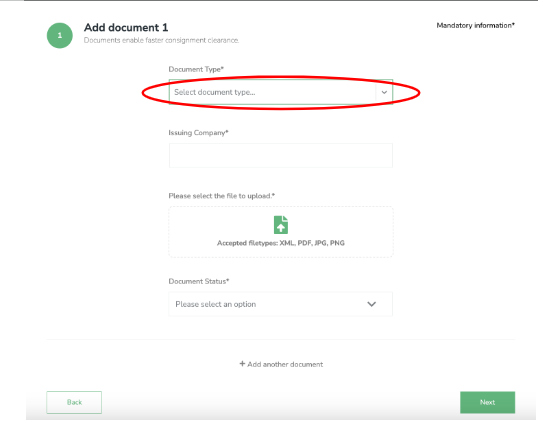 1
Add document 1
Mandatory information*
Documents enable faster consignment clearance.
Document Type*
Select document type...
Issuing Company*
Please select the file to upload.*
Accepted filetypes: XML, PDF, JPG, PNG
Document Status*
Please select an option
+ Add another document
Back
Next